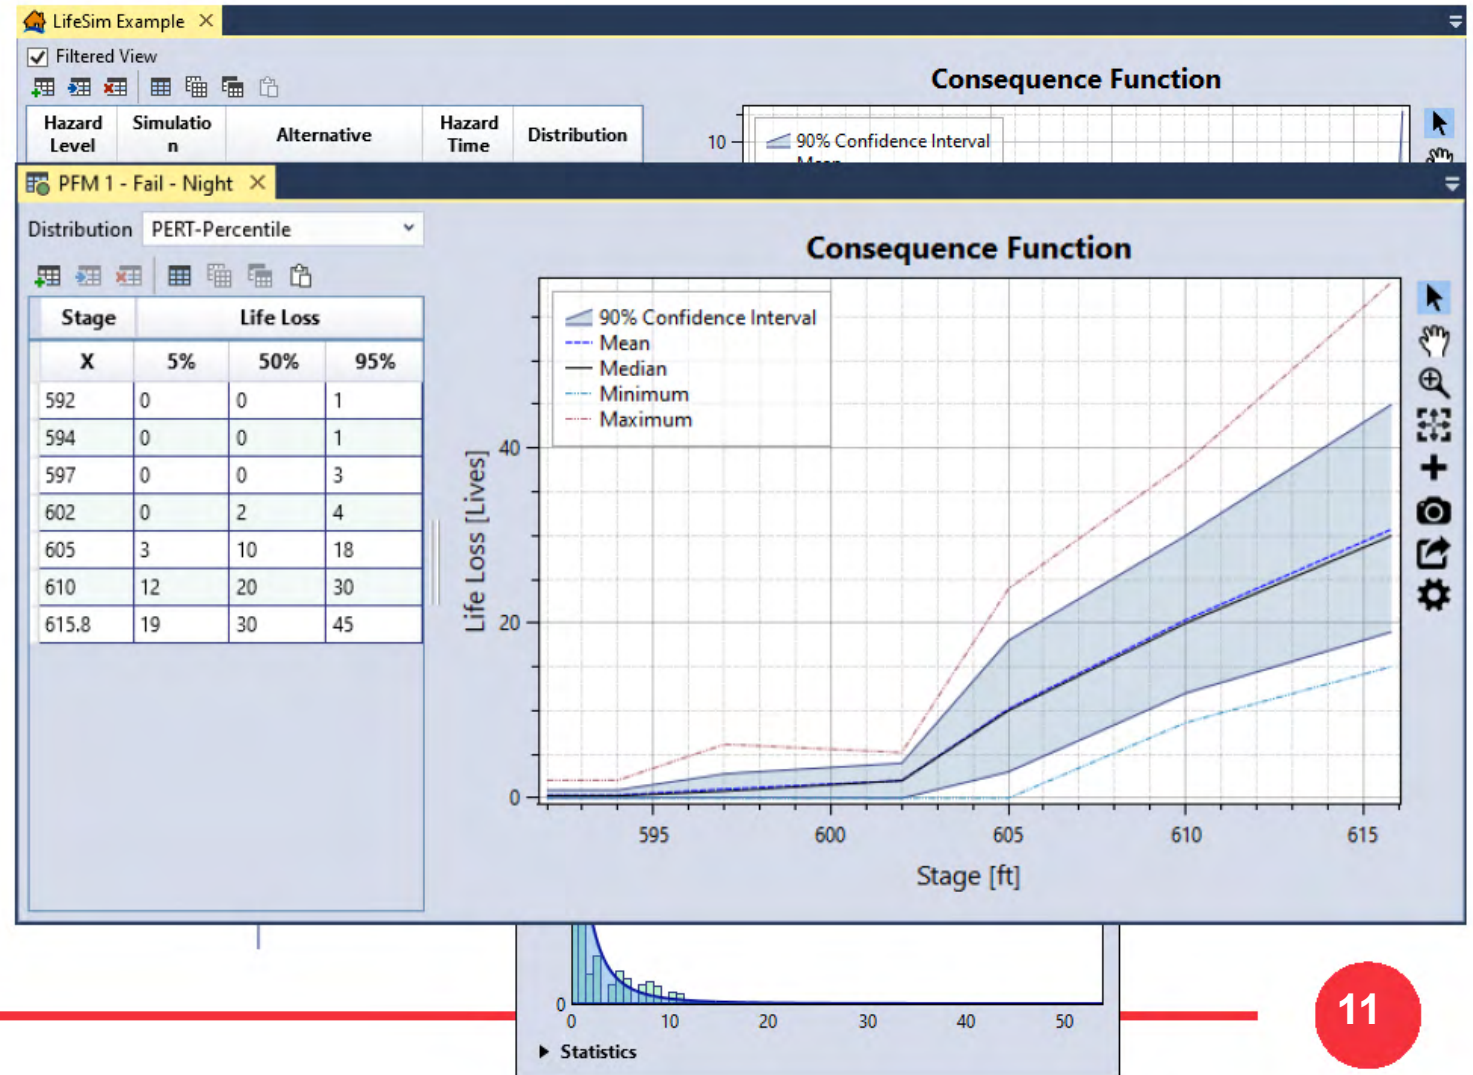 LifeSim Example
Filtered View
Consequence Function
Hazard Level Simulatio n Alternative Hazard Time Distribution
10
90% Confidence Interval
PFM 1 - Fail - Night
Distribution PERT-Percentile
Consequence Function
Stage Life Loss
X 5% 50% 95%
592 0 0 1
594 0 0 1
597 0 0 3
602 0 2 4
605 3 10 18
610 12 20 30
615.8 19 30 45
90% Confidence Interval
Mean
Median
Minimum
Maximum
Life Loss [Lives]
40
20
0
595 600 605 610 615
Stage [ft]
0
0 10 20 30 40 50
Statistics
11